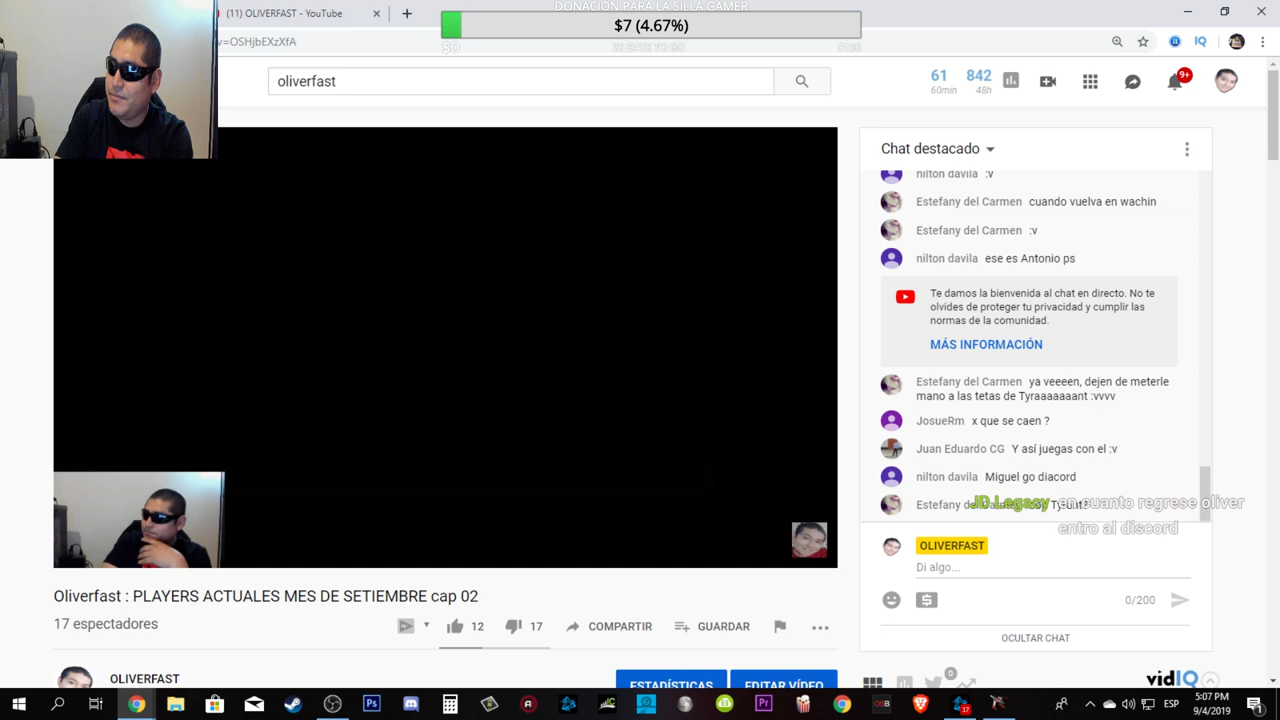 (11) OLIVERFAST - YouTube
DONACIÓN PARA LA SILLA GAMER
$7 (4.67%)
$0
$150
v=OSHjbEXzXfA
IQ
oliverfast
61
60min
842
48h
9+
Chat destacado
nilton davila :v
Estefany del Carmen cuando vuelva en wachin
Estefany del Carmen :v
nilton davila ese es Antonio ps
Te damos la bienvenida al chat en directo. No te
olvides de proteger tu privacidad y cumplir las
normas de la comunidad.
MÁS INFORMACIÓN
Estefany del Carmen ya veeeen, dejen de meterle
mano a las tetas de Tyraaaaaaant :vvvv
JosueRm x que se caen ?
Juan Eduardo CG Y así juegas con el :v
nilton davila Miguel go diacord
JD Legacy en cuanto regrese oliver
entro al discord
OLIVERFAST
Di algo...
0/200
OCULTAR CHAT
Oliverfast : PLAYERS ACTUALES MES DE SETIEMBRE cap 02
17 espectadores
12
17
COMPARTIR
GUARDAR
OLIVERFAST
ESTADÍSTICAS
EDITAR VÍDEO
0
vidIQ
Ps
Pr
17
ESP
5:07 PM
9/4/2019